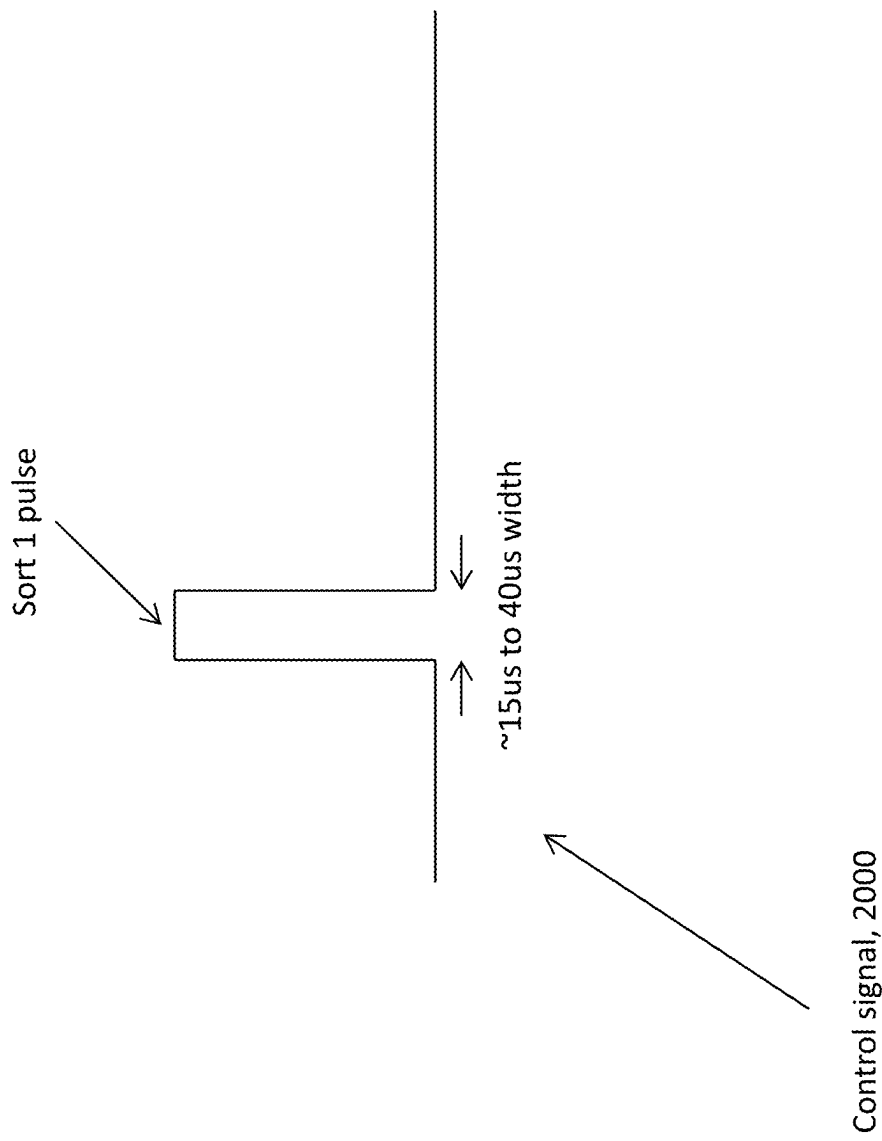 Sort 1 pulse
~15us to 40us width
Control signal, 2000